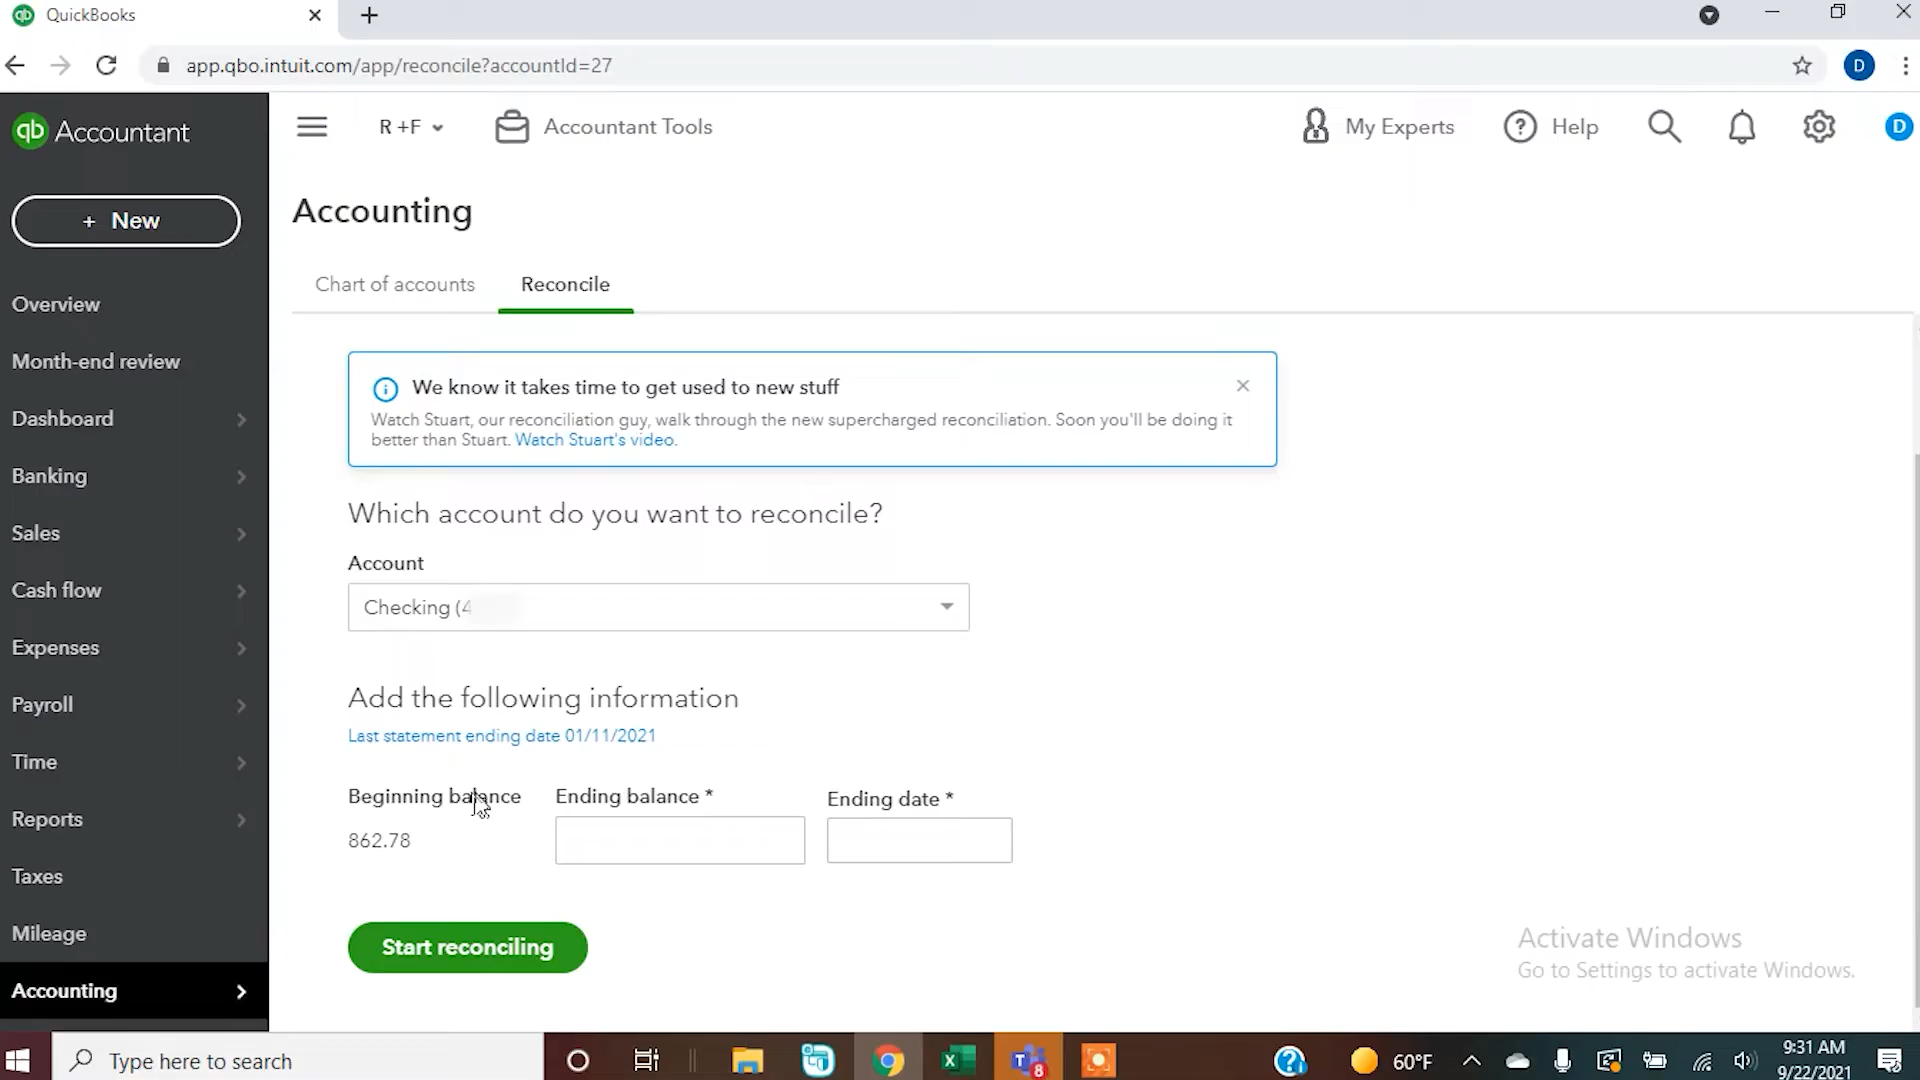 QuickBooks
app.qbo.intuit.com/app/reconcile?accountId=27
D
qb Accountant
R +F
Accountant Tools
My Experts
Help
D
+ New
Accounting
Chart of accounts
Reconcile
Overview
Month-end review
Dashboard
Banking
Sales
Cash flow
Expenses
Payroll
Time
Reports
Taxes
Mileage
Accounting
We know it takes time to get used to new stuff
Watch Stuart, our reconciliation guy, walk through the new supercharged reconciliation. Soon you'll be doing it
better than Stuart. Watch Stuart's video.
Which account do you want to reconcile?
Account
Checking (4
Add the following information
Last statement ending date 01/11/2021
Beginning balance
Ending balance *
Ending date *
862.78
Start reconciling
Activate Windows
Go to Settings to activate Windows.
Type here to search
8
60°F
9:31 AM
9/22/2021